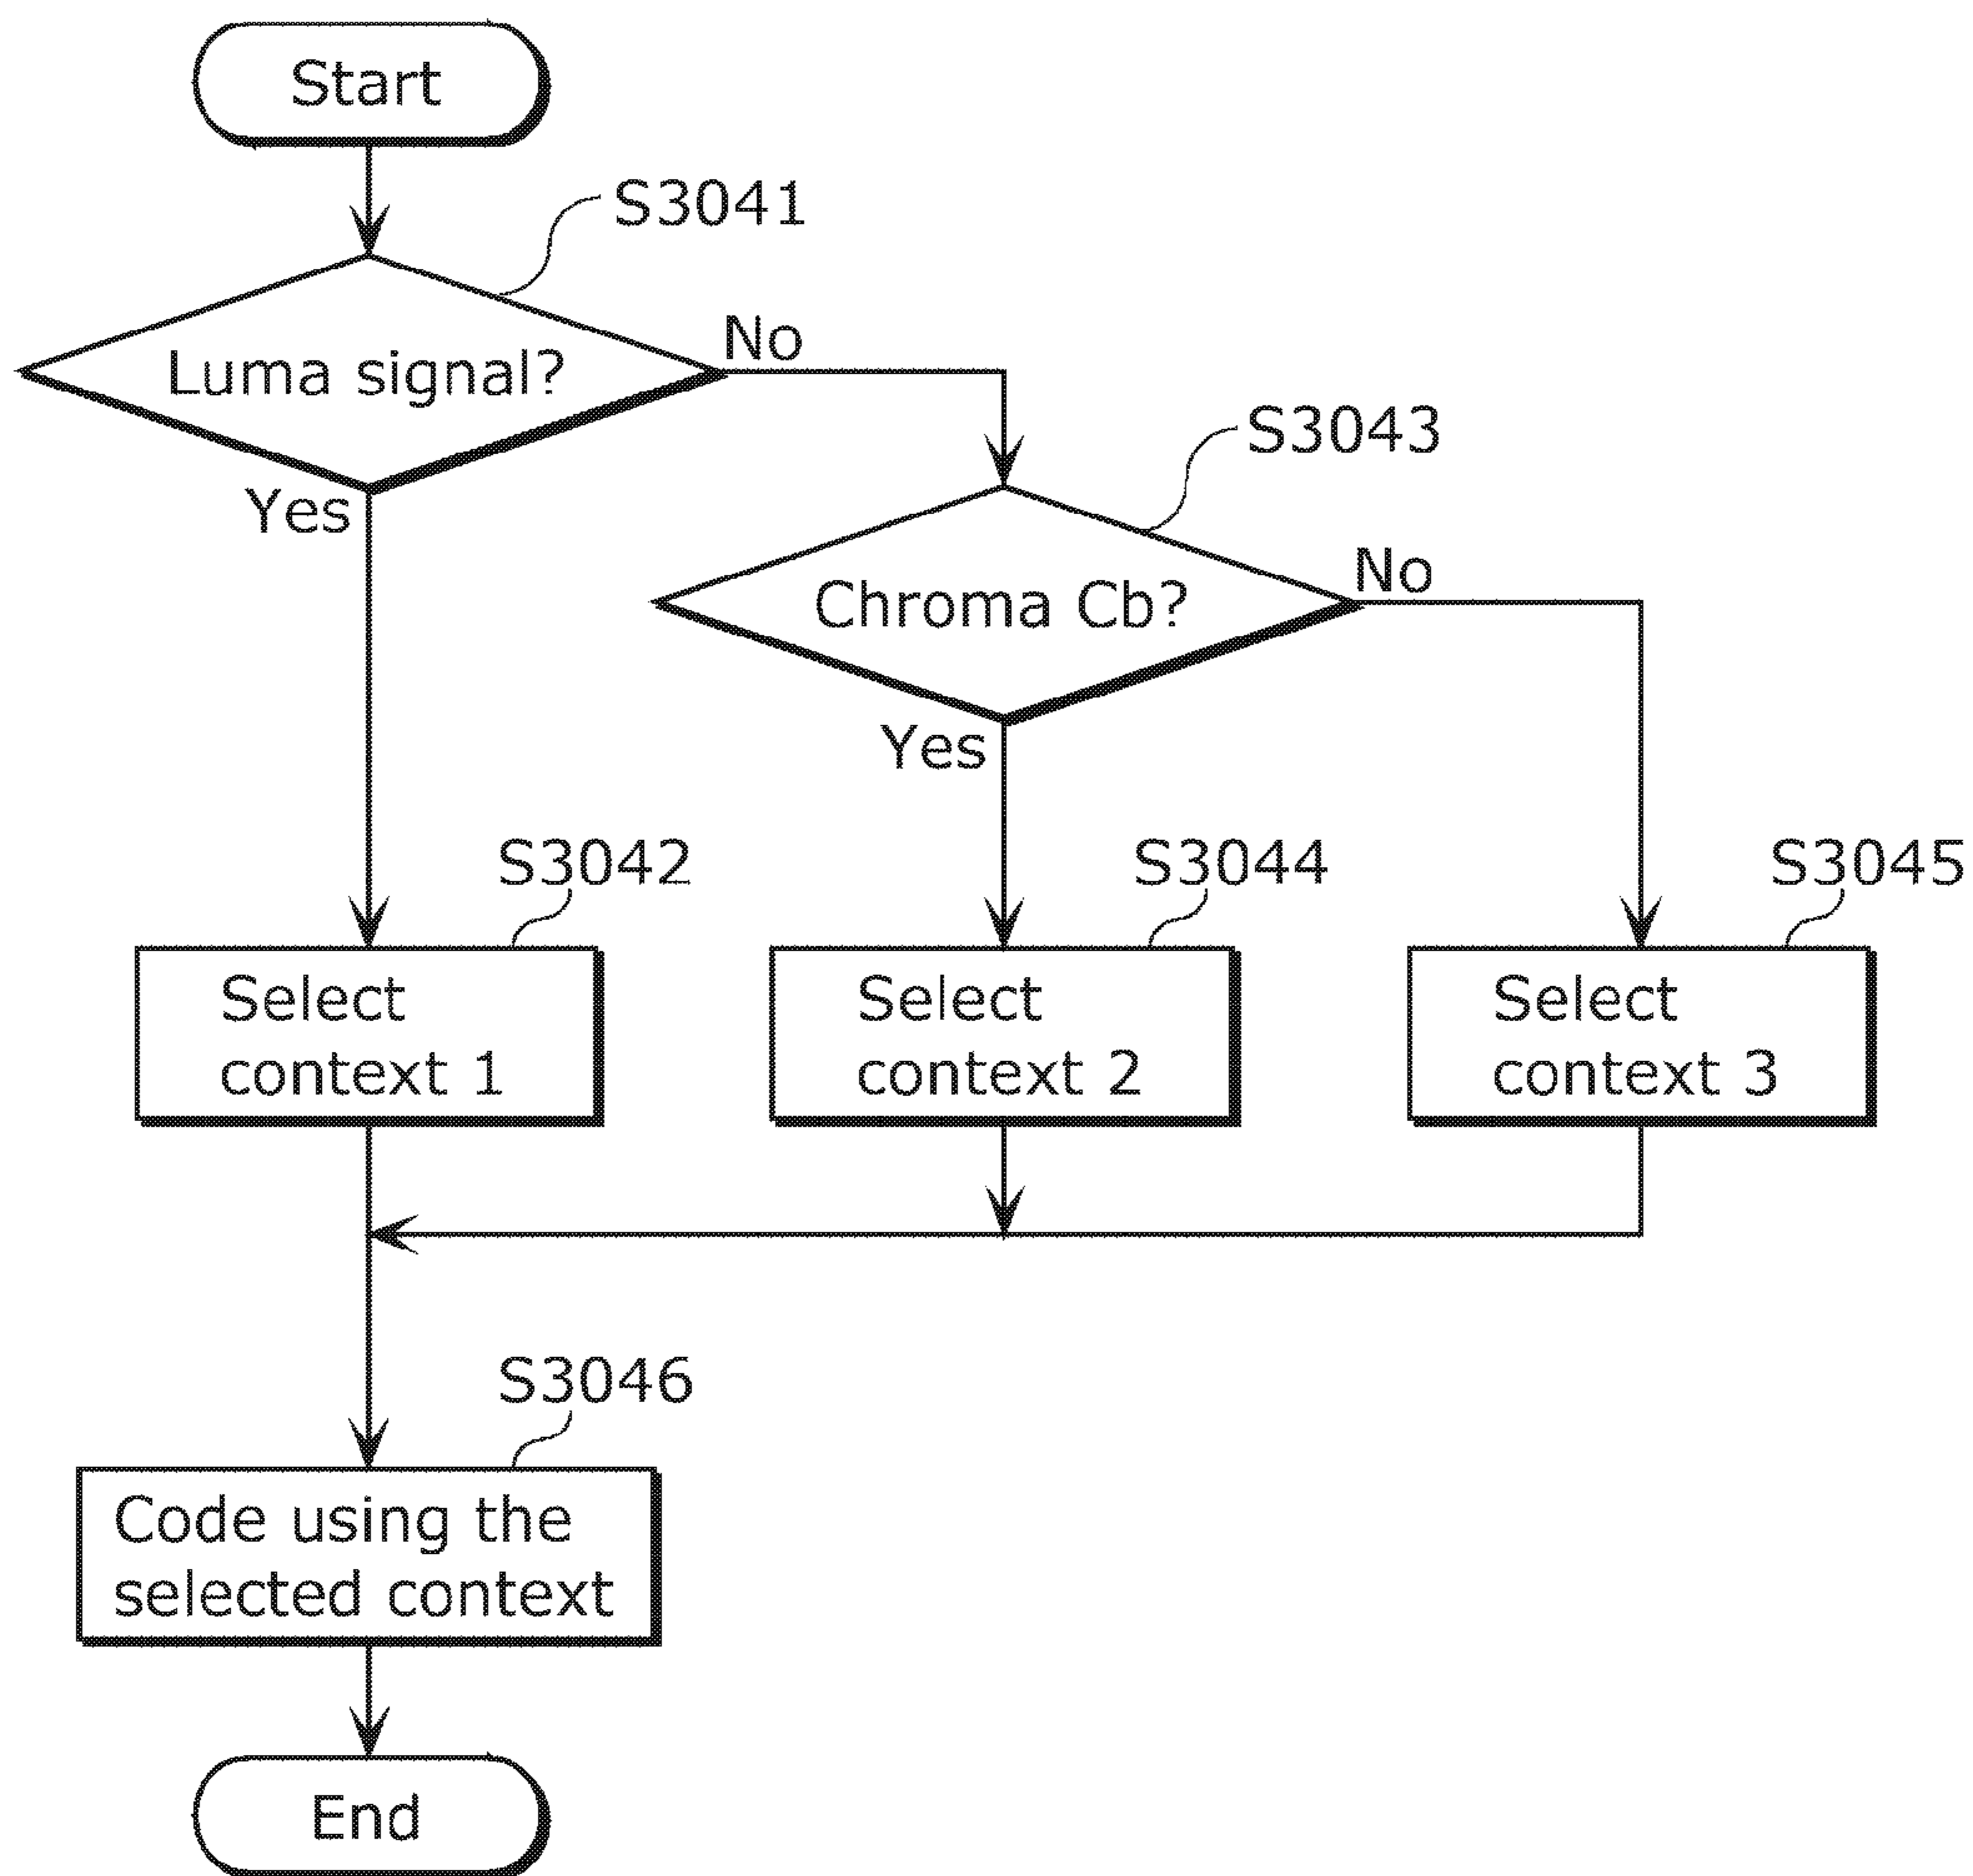 Start
S3041
Luma signal?
No
Yes
S3043
Chroma Cb?
No
Yes
S3042
Select
context 1
S3044
Select
context 2
S3045
Select
context 3
S3046
Code using the
selected context
End